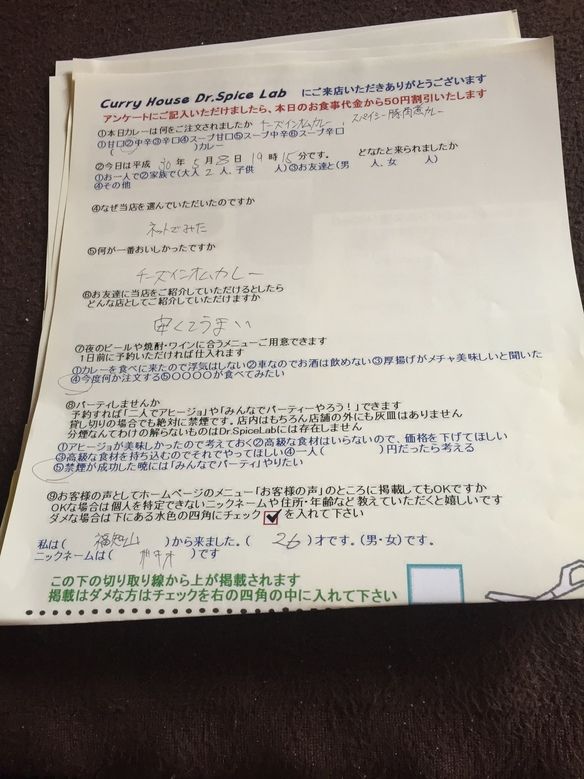 Curry House Dr.Spice Lab にご来店いただきありがとうございます
アンケートにご記入いただけましたら、本日のお食事代金から50円割引いたします
①本日カレーは何をご注文されましたか チーズインオムカレー, スパイシー豚角煮カレー
①甘口②中辛③辛口④スープ甘口⑤スープ中辛⑥スープ辛口
( )カレー
②今日は平成 30 年 5 月 8 日 19 時 15 分です。 どなたと来られましたか
①お一人で②家族で(大人 2 人、子供 人)③お友達と(男 人、女 人)
④その他
④なぜ当店を選んでいただいたのですか
ネットでみた
⑤何が一番おいしかったですか
チーズインオムカレー
⑥お友達に当店をご紹介していただけるとしたら
どんな店としてご紹介していただけますか
安くてうまい
⑦夜のビールや焼酎・ワインに合うメニューご用意できます
1日前に予約いただければ仕入れます
①カレーを食べに来たので浮気はしない②車なのでお酒は飲めない③厚揚げがメチャ美味しいと聞いた
④今度何か注文する⑤〇〇〇〇が食べてみたい
⑧パーティしませんか
予約すれば「二人でアヒージョ」や「みんなでパーティーやろう!」できます
貸し切りの場合でも絶対に禁煙です。店内はもちろん店舗の外にも灰皿はありません
分煙なんてわけの解らないものはDr.SpiceLabには存在しません
①アヒージョが美味しかったので考えておく②高級な食材はいらないので、価格を下げてほしい
③高級な食材を持ち込むのでそれでやってほしい④一人( )円だったら考える
⑤禁煙が成功した暁には「みんなでパーティ」やりたい
⑨お客様の声としてホームページのメニュー「お客様の声」のところに掲載してもOKですか
OKな場合は個人を特定できないニックネームや住所・年齢など教えていただくと嬉しいです
ダメな場合は下にある水色の四角にチェック を入れて下さい
私は( 福知山 )から来ました。( 26 )才です。(男・女)です。
ニックネームは( )です
この下の切り取り線から上が掲載されます
掲載はダメな方はチェックを右の四角の中に入れて下さい